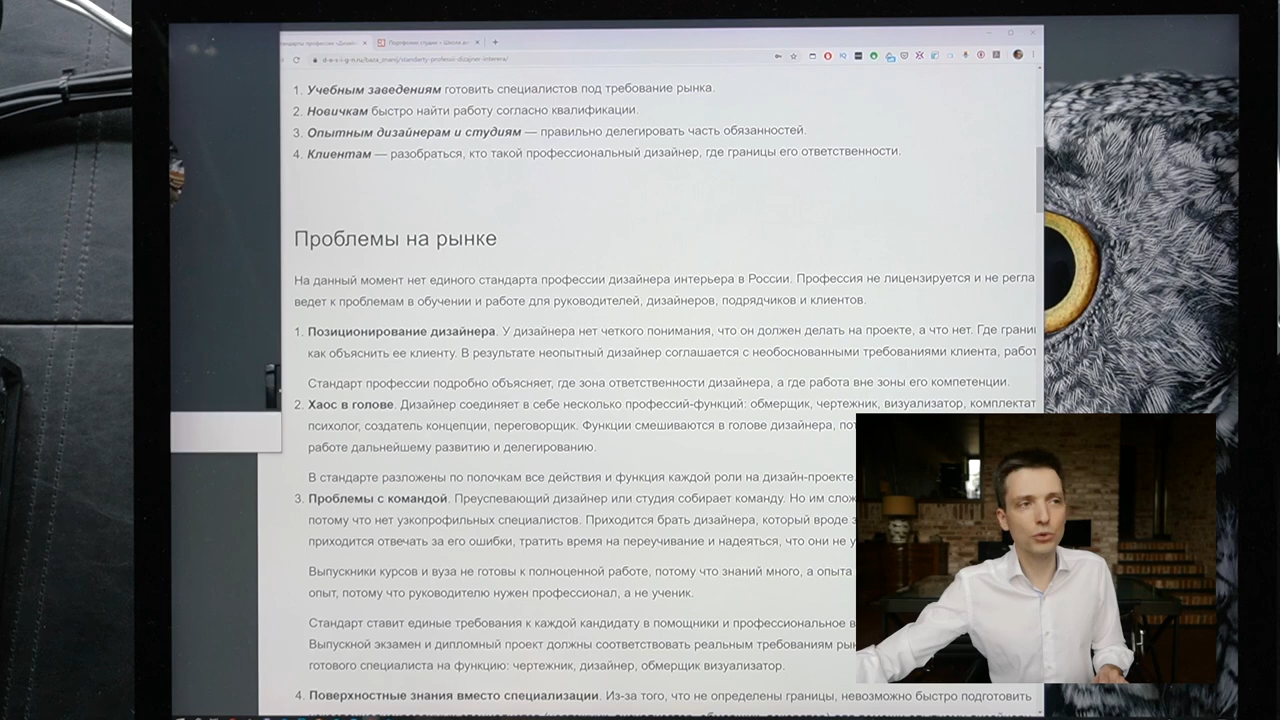 Портфолио студии • Школа ди
d-e-s-i-g-n.ru/baza_znanij/standarty-professii-dizajner-interera/
1. Учебным заведениям готовить специалистов под требование рынка.
2. Новичкам быстро найти работу согласно квалификации.
3. Опытным дизайнерам и студиям — правильно делегировать часть обязанностей.
4. Клиентам — разобраться, кто такой профессиональный дизайнер, где границы его ответственности.
Проблемы на рынке
На данный момент нет единого стандарта профессии дизайнера интерьера в России. Профессия не лицензируется и не регла
ведет к проблемам в обучении и работе для руководителей, дизайнеров, подрядчиков и клиентов.
1. Позиционирование дизайнера. У дизайнера нет четкого понимания, что он должен делать на проекте, а что нет. Где грани
как объяснить ее клиенту. В результате неопытный дизайнер соглашается с необоснованными требованиями клиента, работ
Стандарт профессии подробно объясняет, где зона ответственности дизайнера, а где работа вне зоны его компетенции.
2. Хаос в голове. Дизайнер соединяет в себе несколько профессий-функций: обмерщик, чертежник, визуализатор, комплектат
психолог, создатель концепции, переговорщик. Функции смешиваются в голове дизайнера, пот
работе дальнейшему развитию и делегированию.
В стандарте разложены по полочкам все действия и функция каждой роли на дизайн-проекте.
3. Проблемы с командой. Преуспевающий дизайнер или студия собирает команду. Но им слож
потому что нет узкопрофильных специалистов. Приходится брать дизайнера, который вроде з
приходится отвечать за его ошибки, тратить время на переучивание и надеяться, что они не у
Выпускники курсов и вуза не готовы к полноценной работе, потому что знаний много, а опыта
опыт, потому что руководителю нужен профессионал, а не ученик.
Стандарт ставит единые требования к каждой кандидату в помощники и профессиональное в
Выпускной экзамен и дипломный проект должны соответствовать реальным требованиям рын
готового специалиста на функцию: чертежник, дизайнер, обмерщик визуализатор.
4. Поверхностные знания вместо специализации. Из-за того, что не определены границы, невозможно быстро подготовить